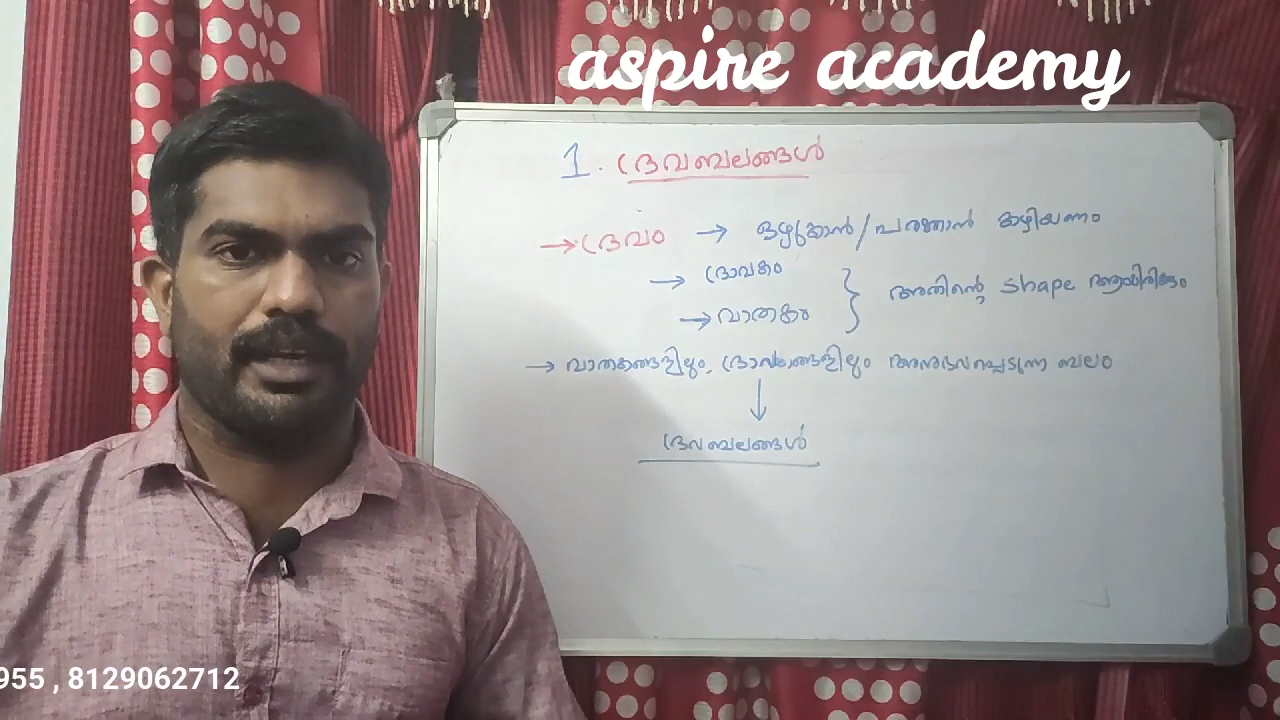 aspire academy
1. ദ്രവബലങ്ങൾ
→ ദ്രവം → ഒഴുകാൻ/പരത്താൻ കഴിയണം
→ ദ്രാവകം
→ വാതകം } അതിന്റെ shape ആയിരിക്കും
→ വാതകങ്ങളിലും, ദ്രാവകങ്ങളിലും അനുഭവപ്പെടുന്ന ബലം
↓
ദ്രവബലങ്ങൾ
955 , 8129062712